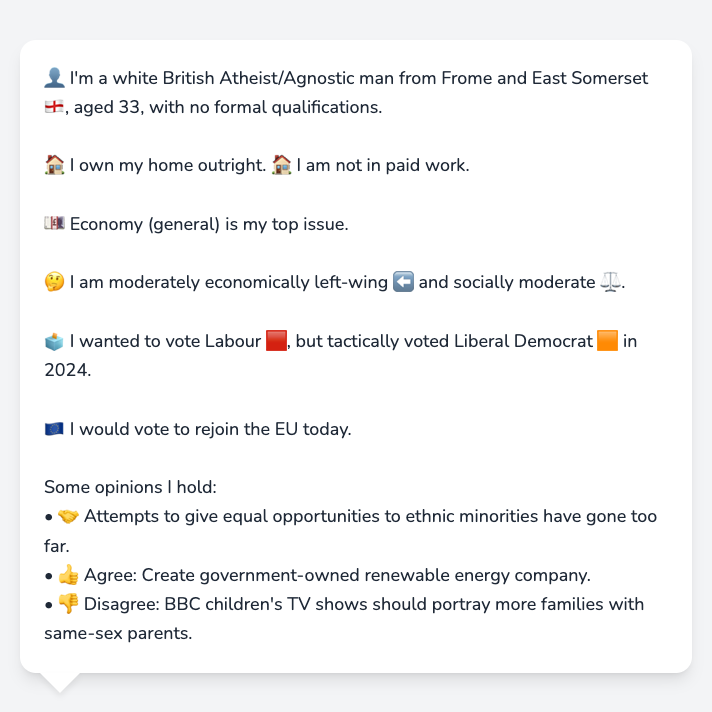 👤 I'm a white British Atheist/Agnostic man from Frome and East Somerset
🏴󠁧󠁢󠁥󠁮󠁧󠁿, aged 33, with no formal qualifications.
🏠 I own my home outright. 🏠 I am not in paid work.
💷 Economy (general) is my top issue.
🤔 I am moderately economically left-wing ⬅️ and socially moderate ⚖️.
🗳️ I wanted to vote Labour 🟥, but tactically voted Liberal Democrat 🟧 in
2024.
🇪🇺 I would vote to rejoin the EU today.
Some opinions I hold:
• 🤝 Attempts to give equal opportunities to ethnic minorities have gone too
far.
• 👍 Agree: Create government-owned renewable energy company.
• 👎 Disagree: BBC children's TV shows should portray more families with
same-sex parents.